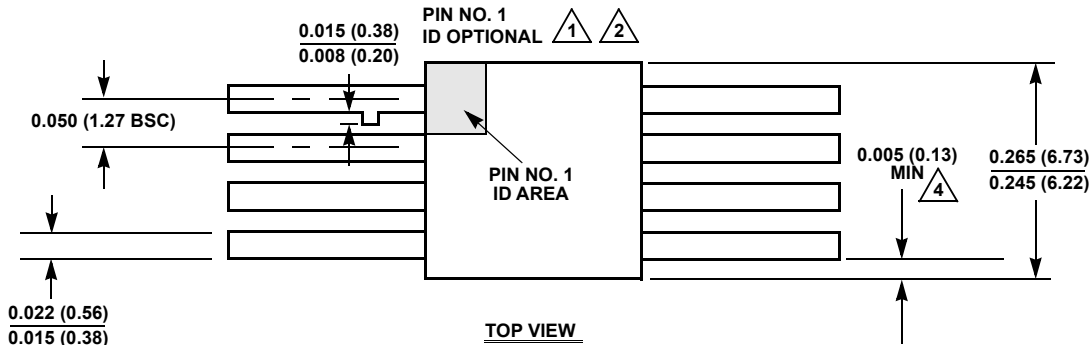 PIN NO. 1
ID OPTIONAL 1 2
0.015 (0.38)
0.008 (0.20)
0.050 (1.27 BSC)
PIN NO. 1
ID AREA
0.005 (0.13)
MIN 4
0.265 (6.73)
0.245 (6.22)
0.022 (0.56)
0.015 (0.38)
TOP VIEW